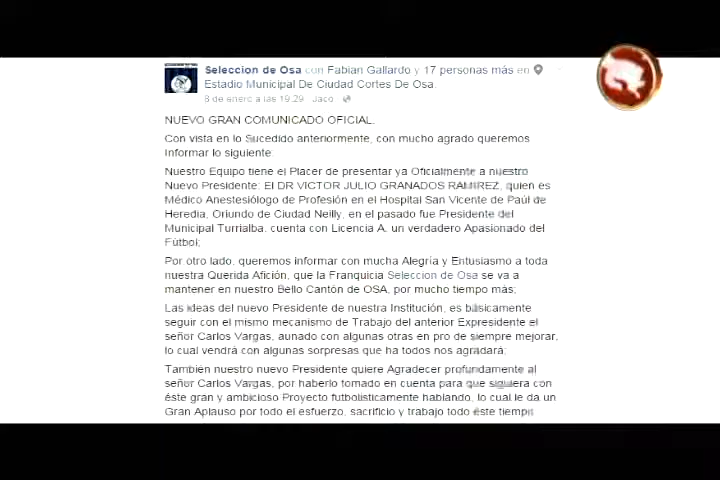 Seleccion de Osa con Fabian Gallardo y 17 personas más en
Estadio Municipal De Ciudad Cortes De Osa.
8 de enero a las 19:29 · Jacó ·
NUEVO GRAN COMUNICADO OFICIAL.
Con vista en lo Sucedido anteriormente, con mucho agrado queremos
Informar lo siguiente:
Nuestro Equipo tiene el Placer de presentar ya Oficialmente a nuestro
Nuevo Presidente: El DR VICTOR JULIO GRANADOS RAMIREZ, quien es
Médico Anestesiólogo de Profesión en el Hospital San Vicente de Paúl de
Heredia, Oriundo de Ciudad Neilly, en el pasado fue Presidente del
Municipal Turrialba, cuenta con Licencia A, un verdadero Apasionado del
Fútbol;
Por otro lado, queremos informar con mucha Alegría y Entusiasmo a toda
nuestra Querida Afición, que la Franquicia Seleccion de Osa se va a
mantener en nuestro Bello Cantón de OSA, por mucho tiempo más;
Las ideas del nuevo Presidente de nuestra Institución, es básicamente
seguir con el mismo mecanismo de Trabajo del anterior Expresidente el
señor Carlos Vargas, aunado con algunas otras en pro de siempre mejorar,
lo cual vendrá con algunas sorpresas que ha todos nos agradará;
También nuestro nuevo Presidente quiere Agradecer profundamente al
señor Carlos Vargas, por haberlo tomado en cuenta para que siguiera con
éste gran y ambicioso Proyecto futbolísticamente hablando, lo cual le da un
Gran Aplauso por todo el esfuerzo, sacrificio y trabajo todo éste tiempo